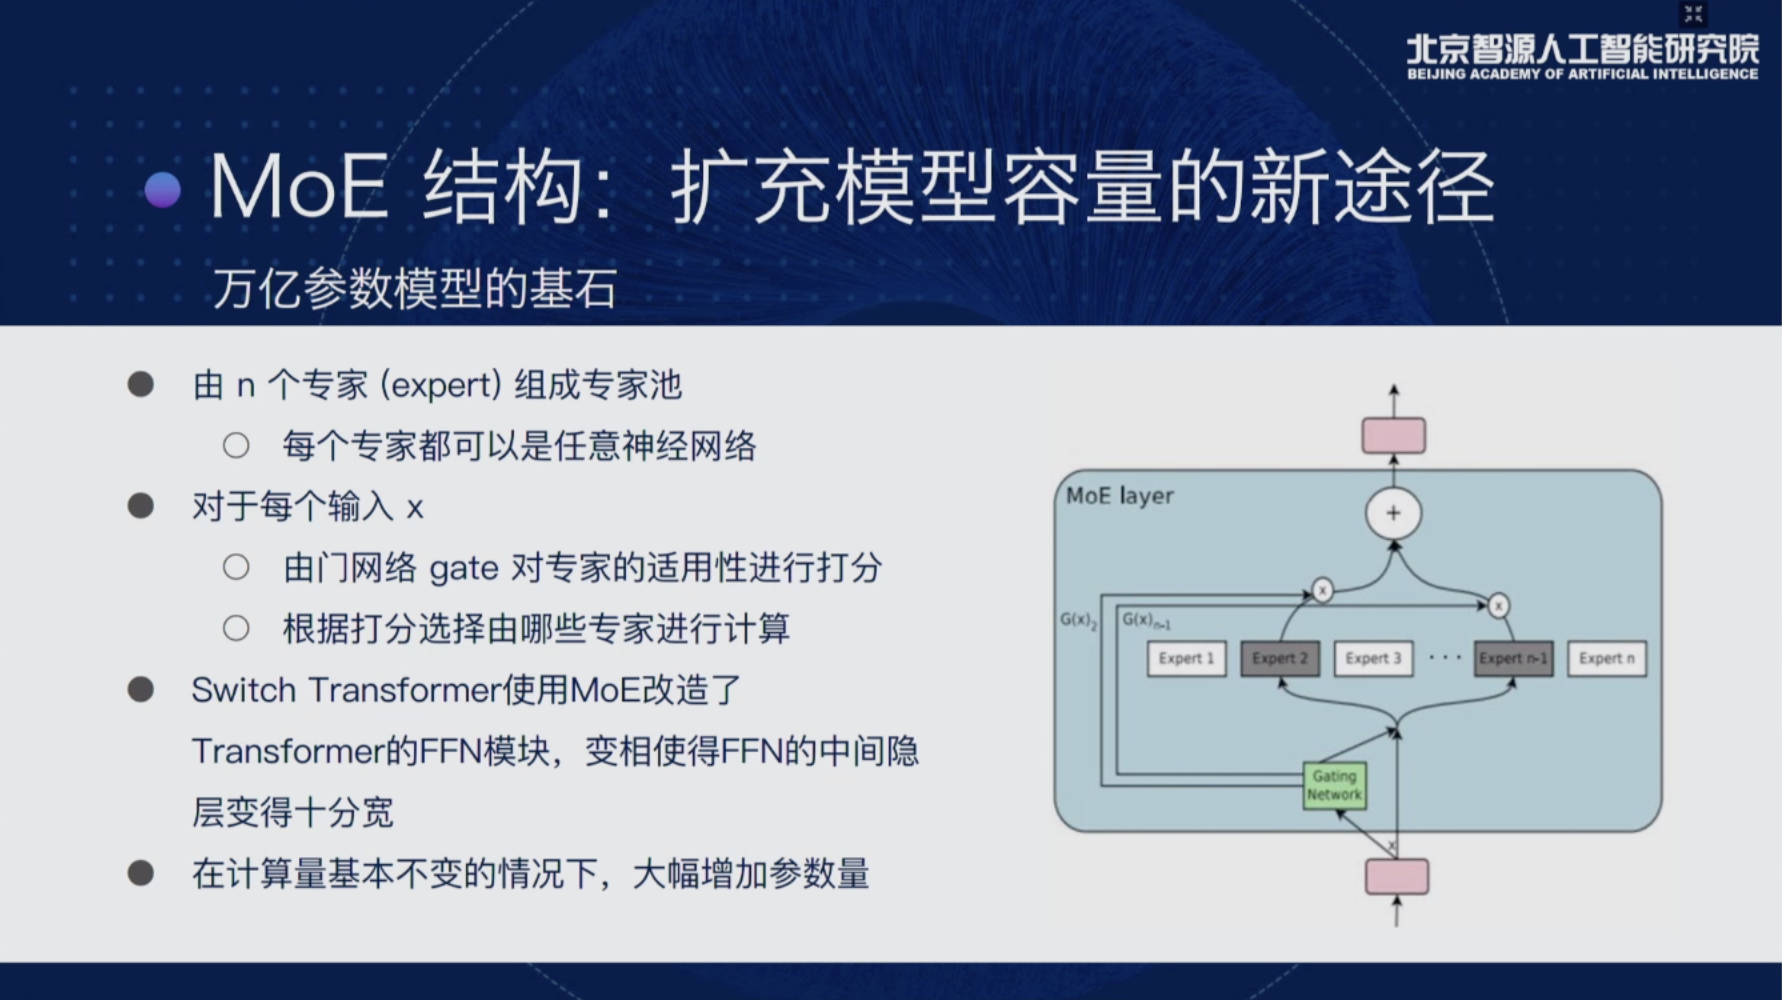 北京智源人工智能研究院
BEIJING ACADEMY OF ARTIFICIAL INTELLIGENCE
MoE 结构：扩充模型容量的新途径
万亿参数模型的基石
由 n 个专家 (expert) 组成专家池
每个专家都可以是任意神经网络
对于每个输入 x
由门网络 gate 对专家的适用性进行打分
根据打分选择由哪些专家进行计算
Switch Transformer使用MoE改造了
Transformer的FFN模块，变相使得FFN的中间隐
层变得十分宽
在计算量基本不变的情况下，大幅增加参数量
MoE layer
+
x
x
G(x)₂
G(x)ₙ₋₁
Expert 1
Expert 2
Expert 3
···
Expert n-1
Expert n
Gating
Network
x